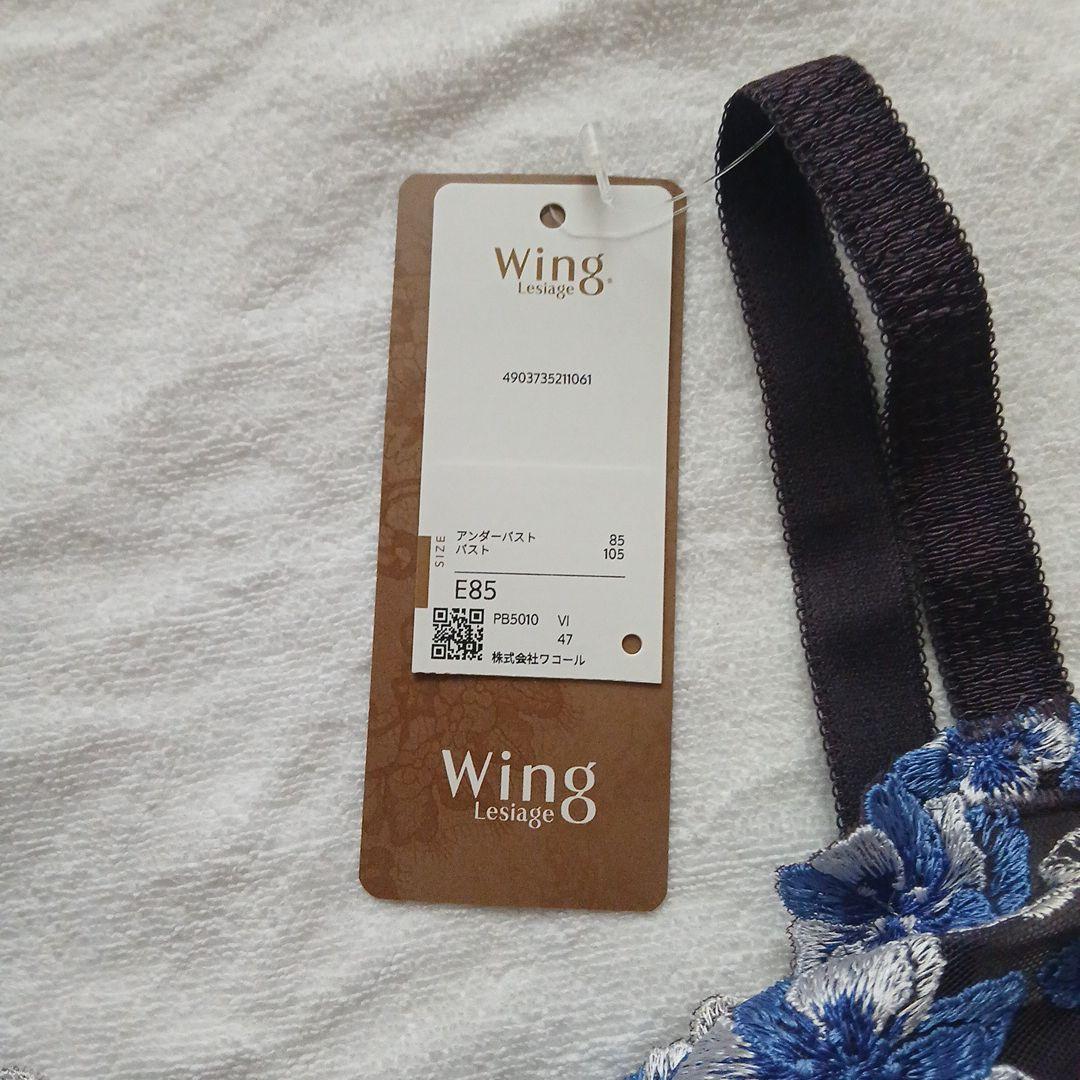 Wing
Lesiage
4903735211061
SIZE
アンダーバスト 85
バスト 105
E85
PB5010 VI
47
株式会社ワコール
Wing
Lesiage